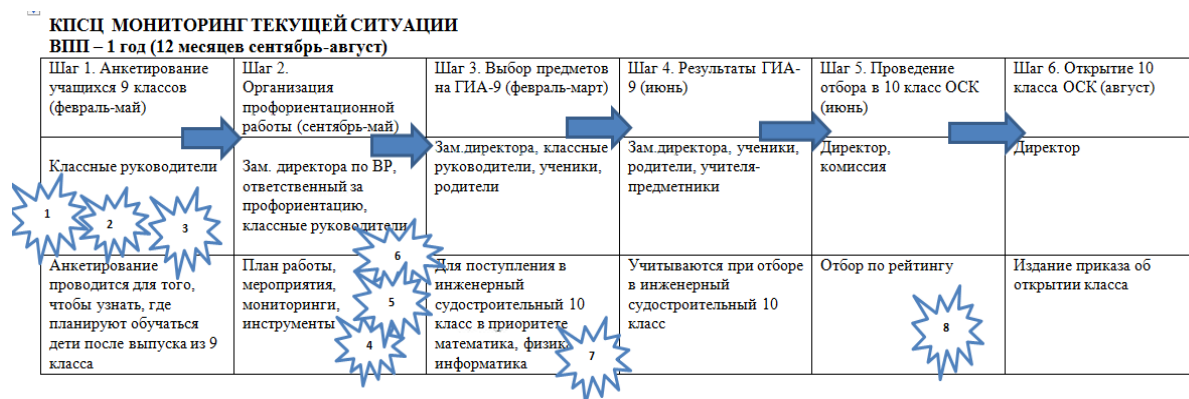 КПСЦ МОНИТОРИНГ ТЕКУЩЕЙ СИТУАЦИИ
ВПП – 1 год (12 месяцев сентябрь-август)
Шаг 1. Анкетирование
учащихся 9 классов
(февраль-май)
Шаг 2.
Организация
профориентационной
работы (сентябрь-май)
Шаг 3. Выбор предметов
на ГИА-9 (февраль-март)
Шаг 4. Результаты ГИА-
9 (июнь)
Шаг 5. Проведение
отбора в 10 класс ОСК
(июнь)
Шаг 6. Открытие 10
класса ОСК (август)
Классные руководители
Зам. директора по ВР,
ответственный за
профориентацию,
классные руководители
Зам.директора, классные
руководители, ученики,
родители
Зам.директора, ученики,
родители, учителя-
предметники
Директор,
комиссия
Директор
1
2
3
6
5
4
7
8
Анкетирование
проводится для того,
чтобы узнать, где
планируют обучаться
дети после выпуска из 9
класса
План работы,
мероприятия,
мониторинги,
инструменты
Для поступления в
инженерный
судостроительный 10
класс в приоритете
математика, физика
информатика
Учитываются при отборе
в инженерный
судостроительный 10
класс
Отбор по рейтингу
Издание приказа об
открытии класса